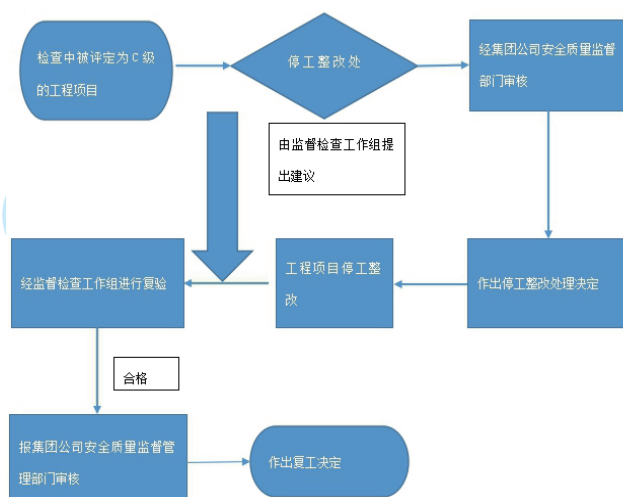 检查中被评定为 C 级
的工程项目
停工整改处
经集团公司安全质量监督
部门审核
由监督检查工作组提
出建议
经监督检查工作组进行复验
工程项目停工整
改
作出停工整改处理决定
合格
报集团公司安全质量监督管
理部门审核
作出复工决定